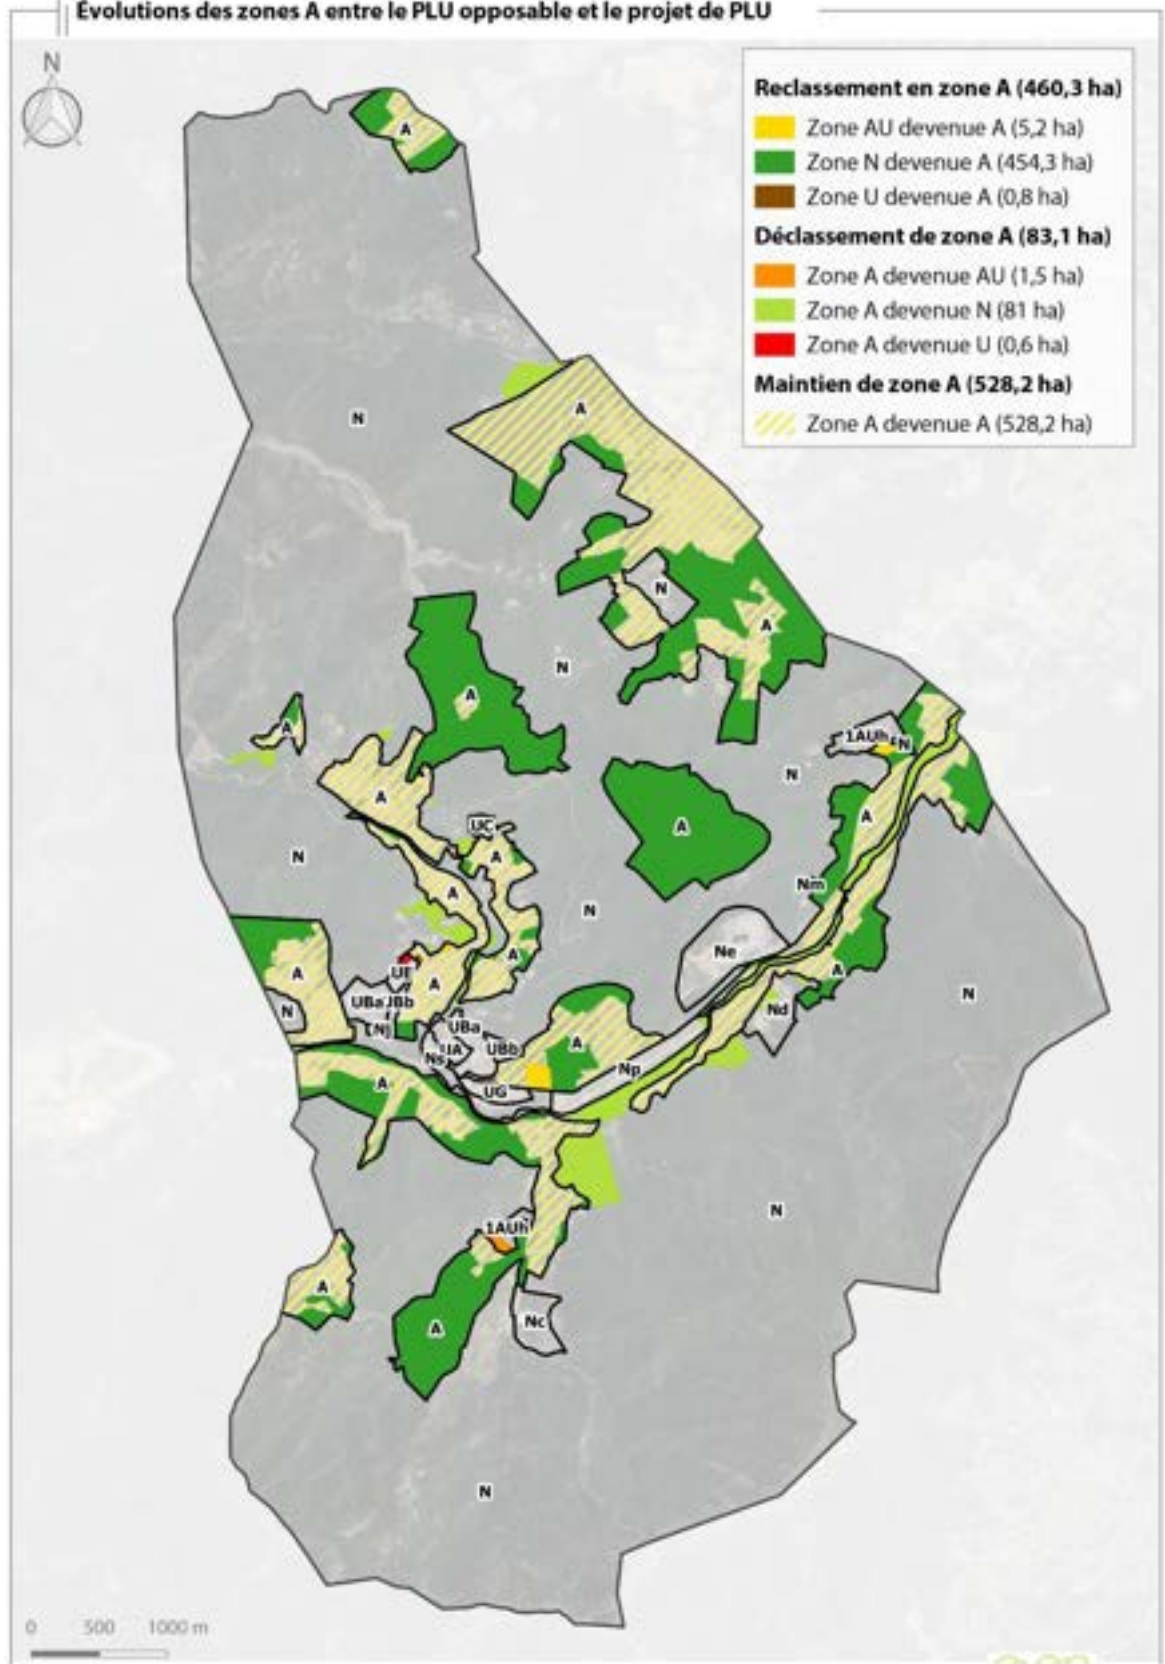 Évolutions des zones A entre le PLU opposable et le projet de PLU
N
Reclassement en zone A (460,3 ha)
Zone AU devenue A (5,2 ha)
Zone N devenue A (454,3 ha)
Zone U devenue A (0,8 ha)
Déclassement de zone A (83,1 ha)
Zone A devenue AU (1,5 ha)
Zone A devenue N (81 ha)
Zone A devenue U (0,6 ha)
Maintien de zone A (528,2 ha)
Zone A devenue A (528,2 ha)
A
A
N
N
A
N
A
A
1AUh
N
N
A
A
A
UC
A
N
A
Nm
N
A
Ne
A
A
A
UE
A
N
UBa
UBb
Nd
N
Nj
UBa
A
UA
UBb
Ns
Np
A
UG
N
1AUh
A
Nc
A
N
0 500 1000 m